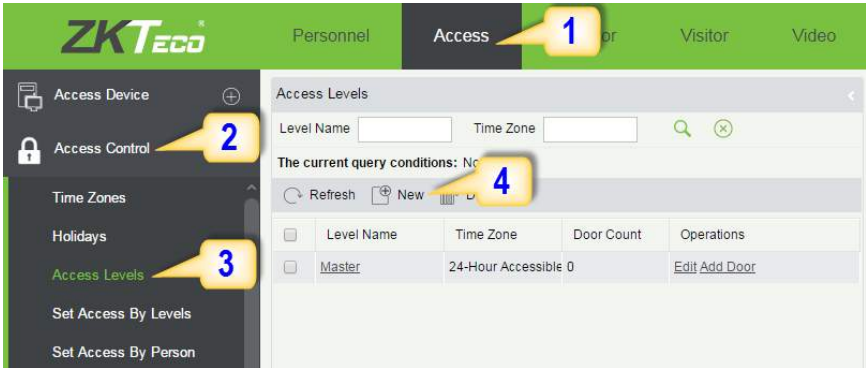 ZKTECO
Personnel Access 1 or Visitor Video
Access Device
Access Levels
Level Name Time Zone
Access Control 2
The current query conditions: No
4
Refresh New D
Time Zones
Level Name Time Zone Door Count Operations
Holidays
Master 24-Hour Accessible 0 Edit Add Door
Access Levels 3
Set Access By Levels
Set Access By Person